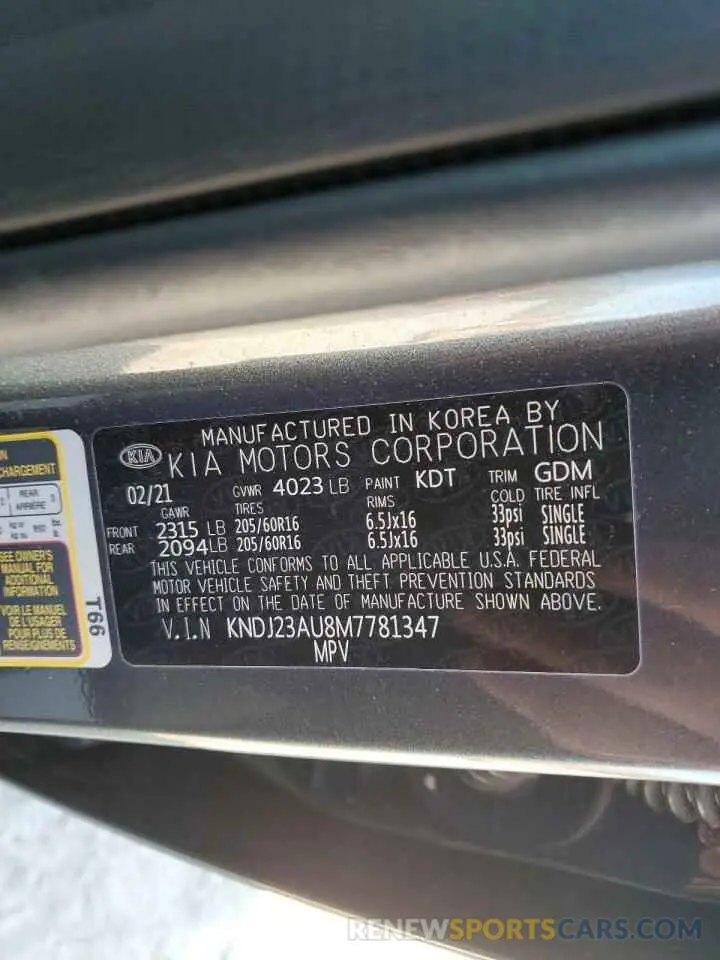 MANUFACTURED IN KOREA BY
KIA KIA MOTORS CORPORATION
02/21 GVWR 4023 LB PAINT KDT TRIM GDM
GAWR TIRES RIMS COLD TIRE INFL
FRONT 2315 LB 205/60R16 6.5Jx16 33psi SINGLE
REAR 2094 LB 205/60R16 6.5Jx16 33psi SINGLE
THIS VEHICLE CONFORMS TO ALL APPLICABLE U.S.A. FEDERAL
MOTOR VEHICLE SAFETY AND THEFT PREVENTION STANDARDS
IN EFFECT ON THE DATE OF MANUFACTURE SHOWN ABOVE.
V.I.N KNDJ23AU8M7781347
MPV
CHARGEMENT
REAR
ARRIÈRE 3
SEE OWNER'S
MANUAL FOR
ADDITIONAL
INFORMATION
VOIR LE MANUEL
DE L'USAGER
POUR PLUS DE
RENSEIGNEMENTS
T66
RENEWSPORTSCARS.COM